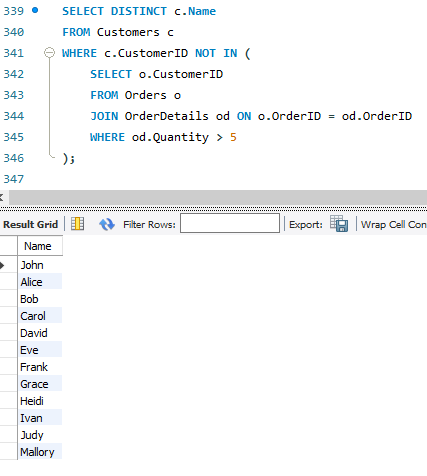 339 SELECT DISTINCT c.Name
340 FROM Customers c
341 WHERE c.CustomerID NOT IN (
342 SELECT o.CustomerID
343 FROM Orders o
344 JOIN OrderDetails od ON o.OrderID = od.OrderID
345 WHERE od.Quantity > 5
346 );
347
Result Grid Filter Rows: Export: Wrap Cell Con
Name
John
Alice
Bob
Carol
David
Eve
Frank
Grace
Heidi
Ivan
Judy
Mallory